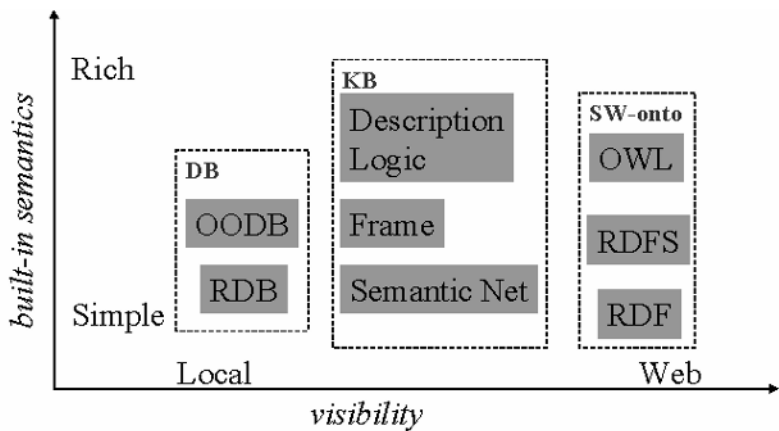 Rich
KB
Description
Logic
SW-onto
OWL
DB
OODB
Frame
RDFS
RDB
Semantic Net
RDF
Simple
built-in semantics
Local
Web
visibility